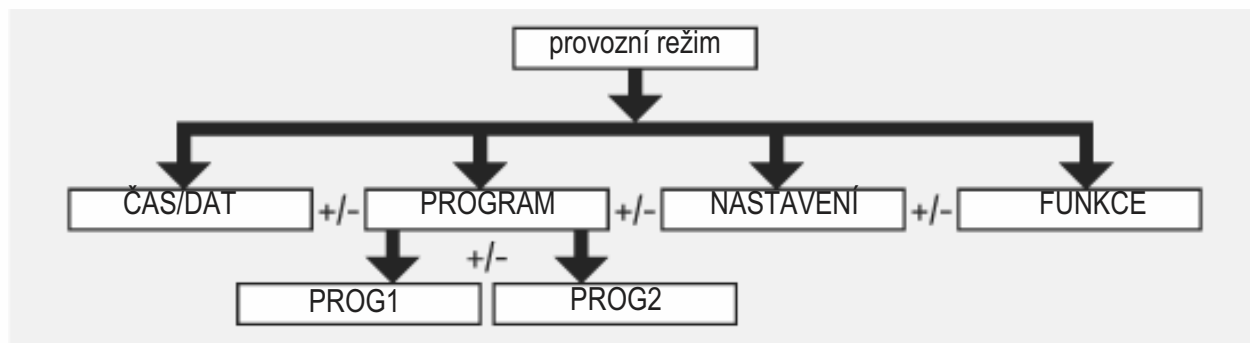 provozní režim
ČAS/DAT +/- PROGRAM +/- NASTAVENÍ +/- FUNKCE
+/-
PROG1 PROG2